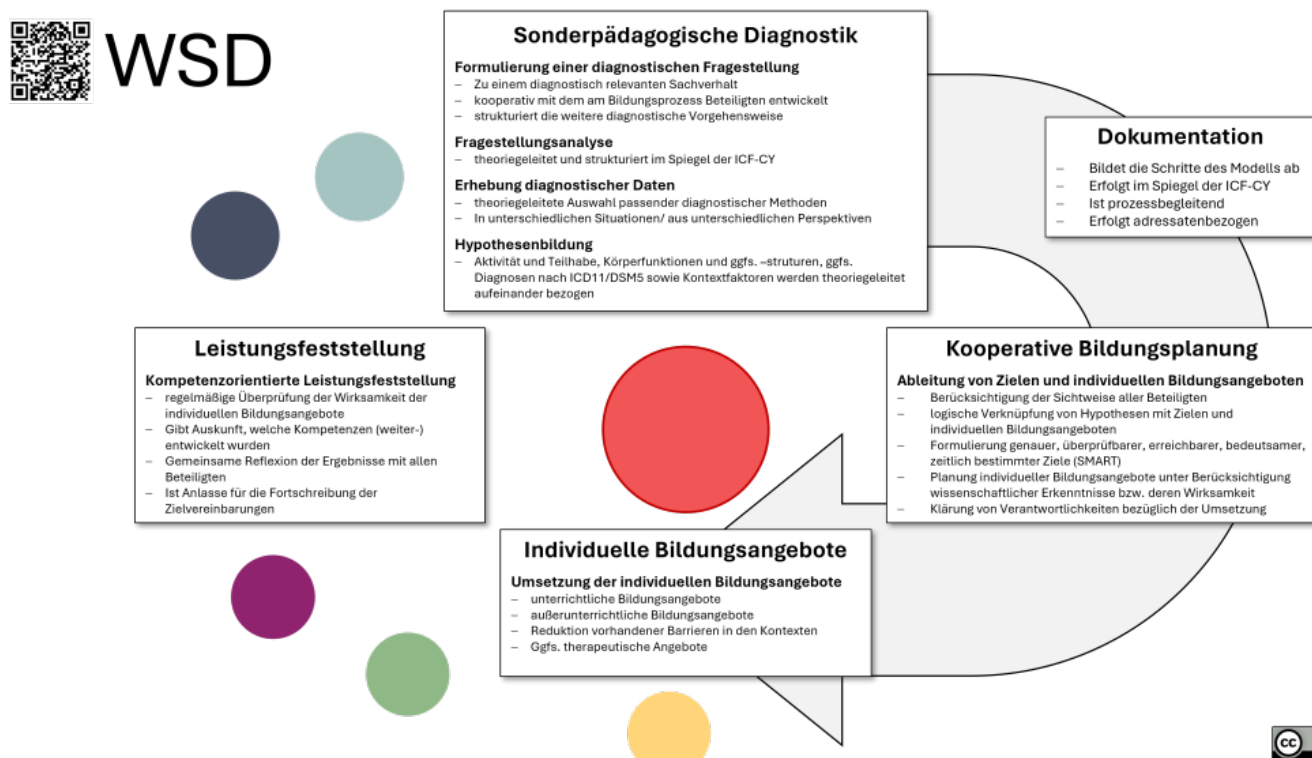 WSD
Sonderpädagogische Diagnostik
Formulierung einer diagnostischen Fragestellung
– Zu einem diagnostisch relevanten Sachverhalt
– kooperativ mit dem am Bildungsprozess Beteiligten entwickelt
– strukturiert die weitere diagnostische Vorgehensweise
Fragestellungsanalyse
– theoriegeleitet und strukturiert im Spiegel der ICF-CY
Erhebung diagnostischer Daten
– theoriegeleitete Auswahl passender diagnostischer Methoden
– In unterschiedlichen Situationen/ aus unterschiedlichen Perspektiven
Hypothesenbildung
– Aktivität und Teilhabe, Körperfunktionen und ggfs. –struturen, ggfs.
Diagnosen nach ICD11/DSM5 sowie Kontextfaktoren werden theoriegeleitet
aufeinander bezogen
Dokumentation
– Bildet die Schritte des Modells ab
– Erfolgt im Spiegel der ICF-CY
– Ist prozessbegleitend
– Erfolgt adressatenbezogen
Leistungsfeststellung
Kompetenzorientierte Leistungsfeststellung
– regelmäßige Überprüfung der Wirksamkeit der
individuellen Bildungsangebote
– Gibt Auskunft, welche Kompetenzen (weiter-)
entwickelt wurden
– Gemeinsame Reflexion der Ergebnisse mit allen
Beteiligten
– Ist Anlasse für die Fortschreibung der
Zielvereinbarungen
Kooperative Bildungsplanung
Ableitung von Zielen und individuellen Bildungsangeboten
– Berücksichtigung der Sichtweise aller Beteiligten
– logische Verknüpfung von Hypothesen mit Zielen und
individuellen Bildungsangeboten
– Formulierung genauer, überprüfbarer, erreichbarer, bedeutsamer,
zeitlich bestimmter Ziele (SMART)
– Planung individueller Bildungsangebote unter Berücksichtigung
wissenschaftlicher Erkenntnisse bzw. deren Wirksamkeit
– Klärung von Verantwortlichkeiten bezüglich der Umsetzung
Individuelle Bildungsangebote
Umsetzung der individuellen Bildungsangebote
– unterrichtliche Bildungsangebote
– außerunterrichtliche Bildungsangebote
– Reduktion vorhandener Barrieren in den Kontexten
– Ggfs. therapeutische Angebote
cc